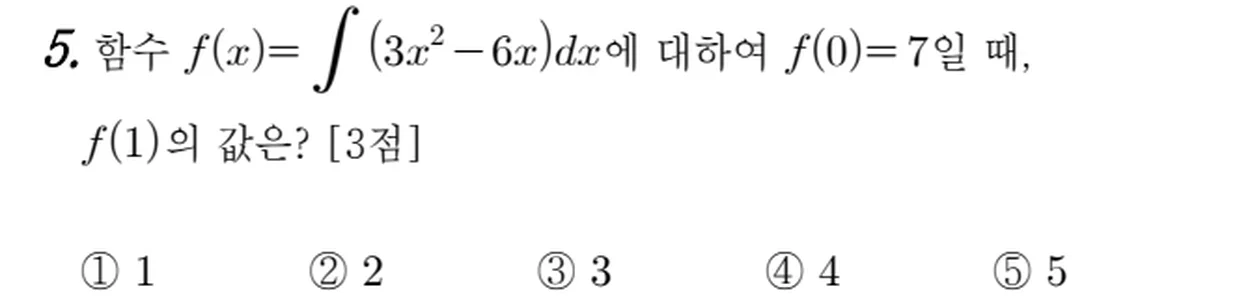 5. 함수 f(x)=∫(3x²-6x)dx에 대하여 f(0)=7일 때,
f(1)의 값은? [3점]
① 1 ② 2 ③ 3 ④ 4 ⑤ 5